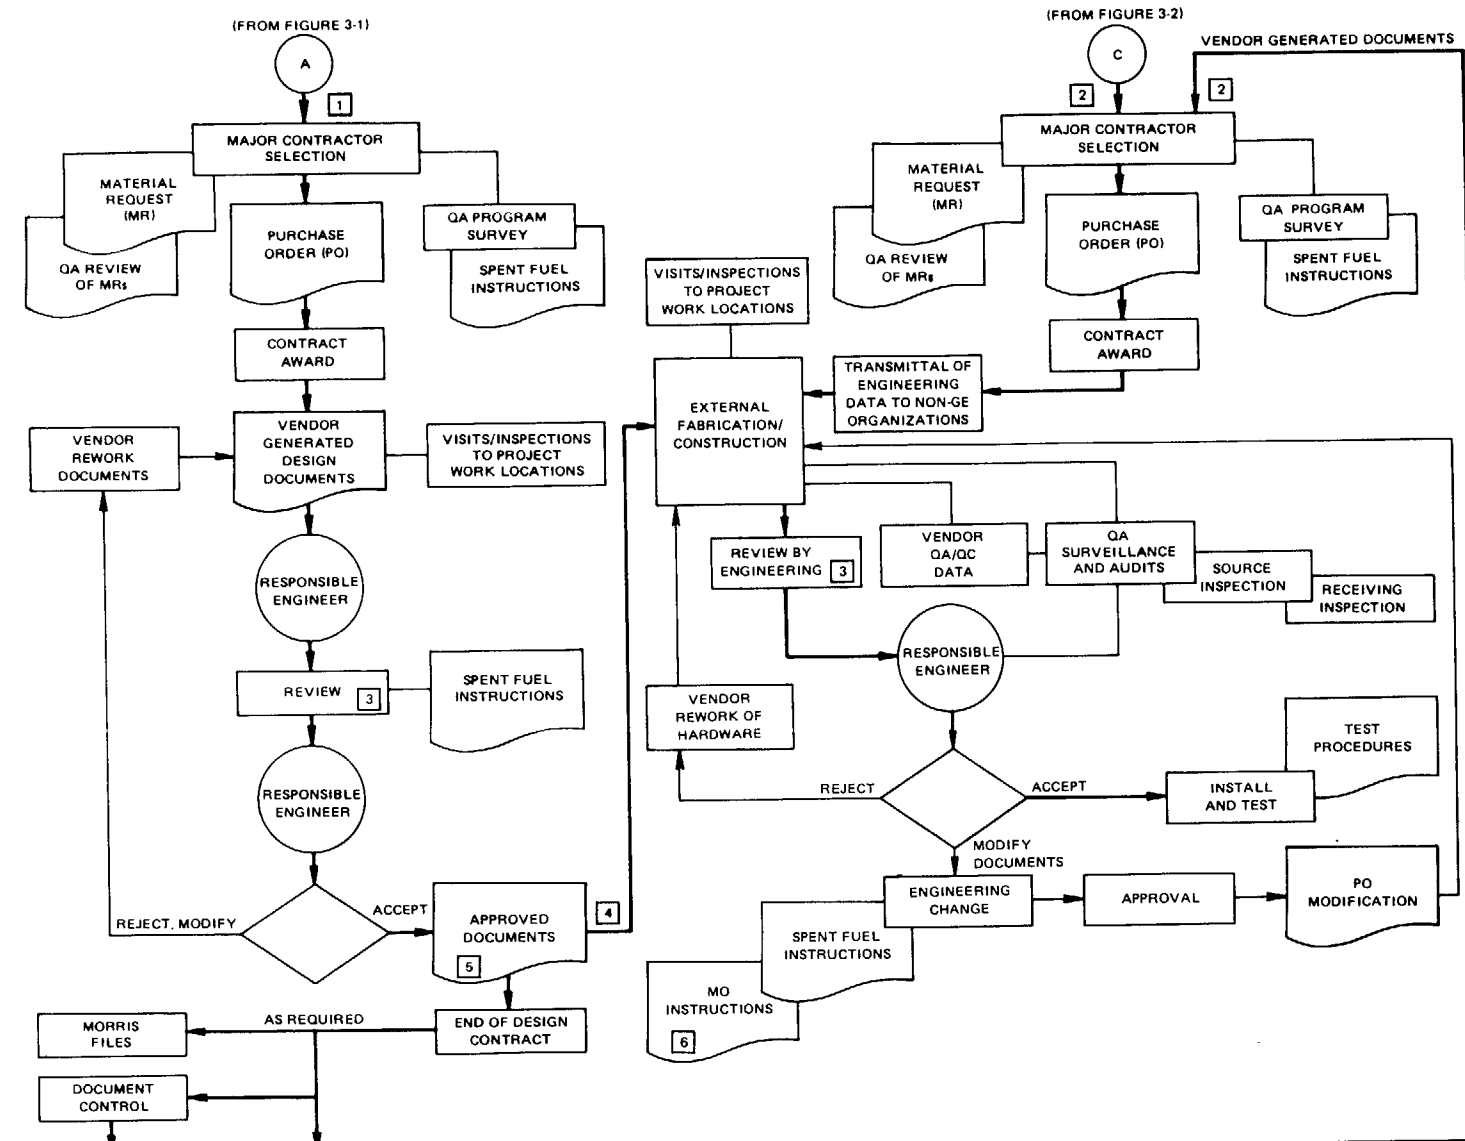 (FROM FIGURE 3-1)
A
1
MAJOR CONTRACTOR
SELECTION
MATERIAL
REQUEST
(MR)
QA REVIEW
OF MRs
PURCHASE
ORDER (PO)
QA PROGRAM
SURVEY
SPENT FUEL
INSTRUCTIONS
CONTRACT
AWARD
VENDOR
REWORK
DOCUMENTS
VENDOR
GENERATED
DESIGN
DOCUMENTS
VISITS/INSPECTIONS
TO PROJECT
WORK LOCATIONS
RESPONSIBLE
ENGINEER
REVIEW
3
SPENT FUEL
INSTRUCTIONS
RESPONSIBLE
ENGINEER
REJECT, MODIFY
ACCEPT
APPROVED
DOCUMENTS
5
4
AS REQUIRED
END OF DESIGN
CONTRACT
MORRIS
FILES
DOCUMENT
CONTROL
(FROM FIGURE 3-2)
C
VENDOR GENERATED DOCUMENTS
2
2
MAJOR CONTRACTOR
SELECTION
MATERIAL
REQUEST
(MR)
QA REVIEW
OF MRs
PURCHASE
ORDER (PO)
QA PROGRAM
SURVEY
SPENT FUEL
INSTRUCTIONS
CONTRACT
AWARD
VISITS/INSPECTIONS
TO PROJECT
WORK LOCATIONS
TRANSMITTAL OF
ENGINEERING
DATA TO NON-GE
ORGANIZATIONS
EXTERNAL
FABRICATION/
CONSTRUCTION
REVIEW BY
ENGINEERING
3
VENDOR
QA/QC
DATA
QA
SURVEILLANCE
AND AUDITS
SOURCE
INSPECTION
RECEIVING
INSPECTION
RESPONSIBLE
ENGINEER
VENDOR
REWORK OF
HARDWARE
REJECT
ACCEPT
INSTALL
AND TEST
TEST
PROCEDURES
MODIFY
DOCUMENTS
ENGINEERING
CHANGE
APPROVAL
PO
MODIFICATION
SPENT FUEL
INSTRUCTIONS
MO
INSTRUCTIONS
6